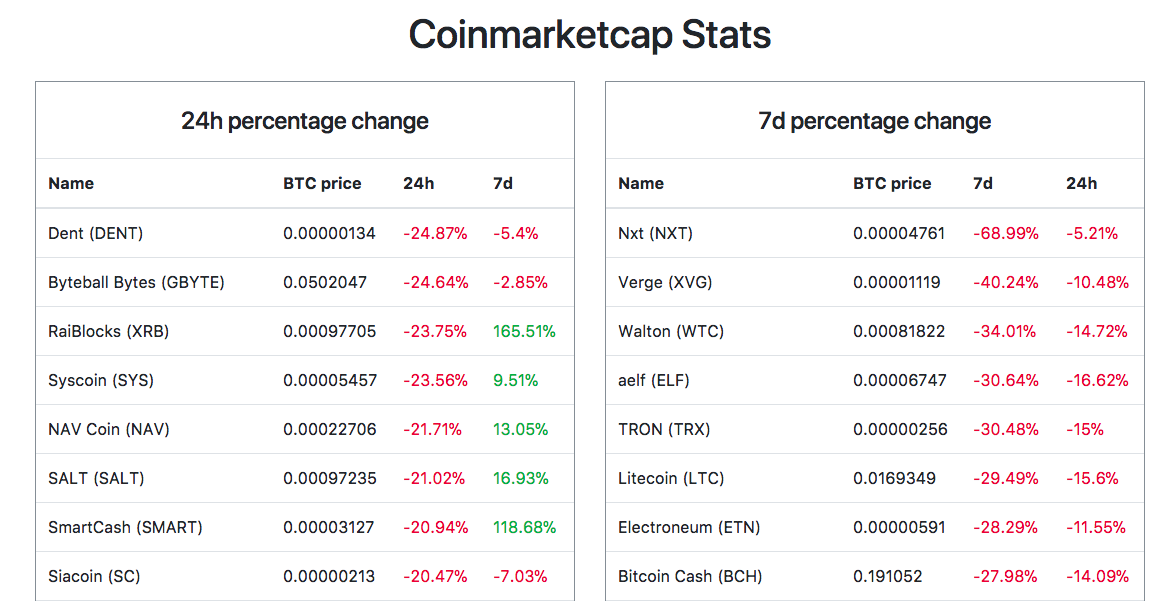 Coinmarketcap Stats
24h percentage change
Name BTC price 24h 7d
Dent (DENT) 0.00000134 -24.87% -5.4%
Byteball Bytes (GBYTE) 0.0502047 -24.64% -2.85%
RaiBlocks (XRB) 0.00097705 -23.75% 165.51%
Syscoin (SYS) 0.00005457 -23.56% 9.51%
NAV Coin (NAV) 0.00022706 -21.71% 13.05%
SALT (SALT) 0.00097235 -21.02% 16.93%
SmartCash (SMART) 0.00003127 -20.94% 118.68%
Siacoin (SC) 0.00000213 -20.47% -7.03%
7d percentage change
Name BTC price 7d 24h
Nxt (NXT) 0.00004761 -68.99% -5.21%
Verge (XVG) 0.00001119 -40.24% -10.48%
Walton (WTC) 0.00081822 -34.01% -14.72%
aelf (ELF) 0.00006747 -30.64% -16.62%
TRON (TRX) 0.00000256 -30.48% -15%
Litecoin (LTC) 0.0169349 -29.49% -15.6%
Electroneum (ETN) 0.00000591 -28.29% -11.55%
Bitcoin Cash (BCH) 0.191052 -27.98% -14.09%